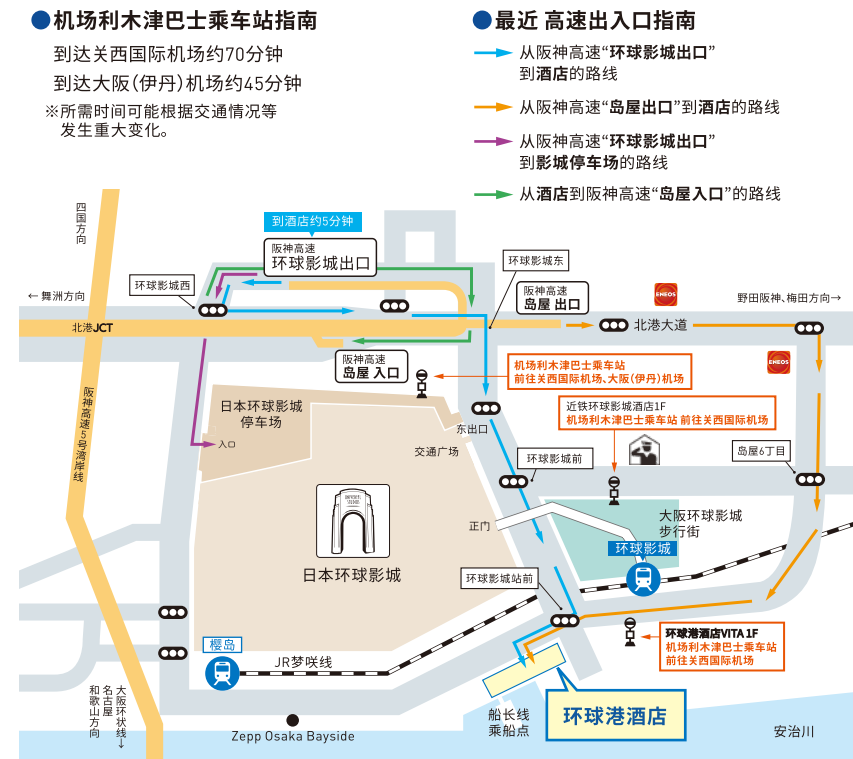 ●机场利木津巴士乘车站指南
到达关西国际机场约70分钟
到达大阪(伊丹)机场约45分钟
※所需时间可能根据交通情况等
发生重大变化。
●最近 高速出入口指南
从阪神高速“环球影城出口”
到酒店的路线
从阪神高速“岛屋出口”到酒店的路线
从阪神高速“环球影城出口”
到影城停车场的路线
从酒店到阪神高速“岛屋入口”的路线
四国方向
到酒店约5分钟
阪神高速
环球影城出口
环球影城东
环球影城西
← 舞洲方向
阪神高速
岛屋 出口
ENEOS
野田阪神、梅田方向→
北港JCT
北港大道
阪神高速
岛屋 入口
机场利木津巴士乘车站
前往关西国际机场、大阪(伊丹)机场
ENEOS
阪神高速5号湾岸线
日本环球影城
停车场
入口
近铁环球影城酒店1F
机场利木津巴士乘车站 前往关西国际机场
东出口
交通广场
环球影城前
岛屋6丁目
UNIVERSAL
STUDIOS
日本环球影城
正门
大阪环球影城
步行街
环球影城
环球影城站前
樱岛
JR梦咲线
环球港酒店VITA 1F
机场利木津巴士乘车站
前往关西国际机场
大阪环状线→
名古屋
和歌山方向
船长线
乘船点
环球港酒店
Zepp Osaka Bayside
安治川